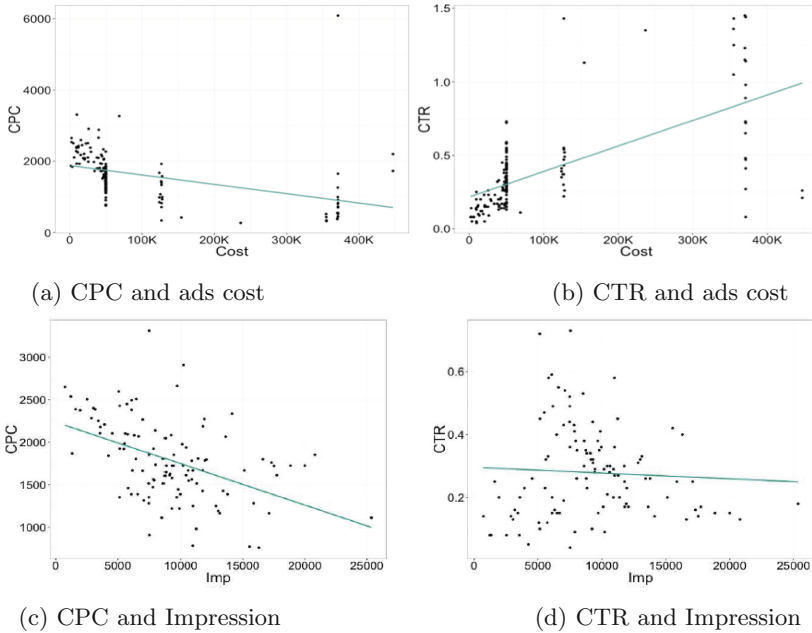 6000
4000
2000
0
CPC
0
100K
200K
300K
400K
Cost
(a) CPC and ads cost
1.5
1.0
0.5
0.0
CTR
0
100K
200K
300K
400K
Cost
(b) CTR and ads cost
3000
2500
2000
1500
1000
CPC
0
5000
10000
15000
20000
25000
Imp
(c) CPC and Impression
0.6
0.4
0.2
CTR
0
5000
10000
15000
20000
25000
Imp
(d) CTR and Impression